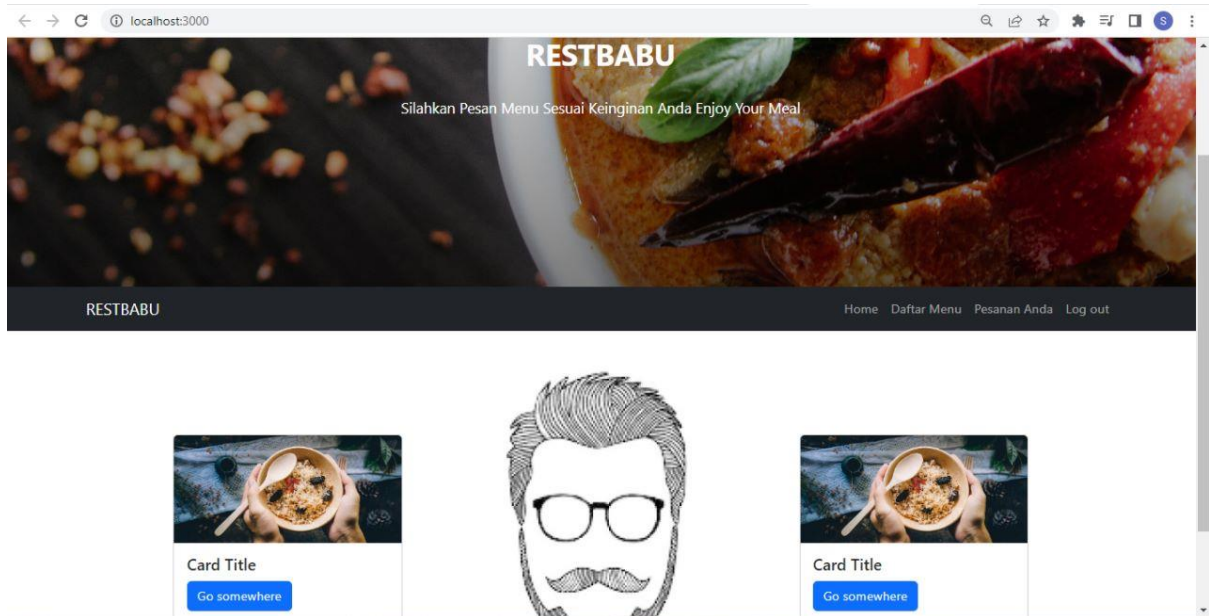 localhost:3000
S
RESTBABU
Silahkan Pesan Menu Sesuai Keinginan Anda Enjoy Your Meal
RESTBABU
Home Daftar Menu Pesanan Anda Log out
Card Title
Go somewhere
Card Title
Go somewhere